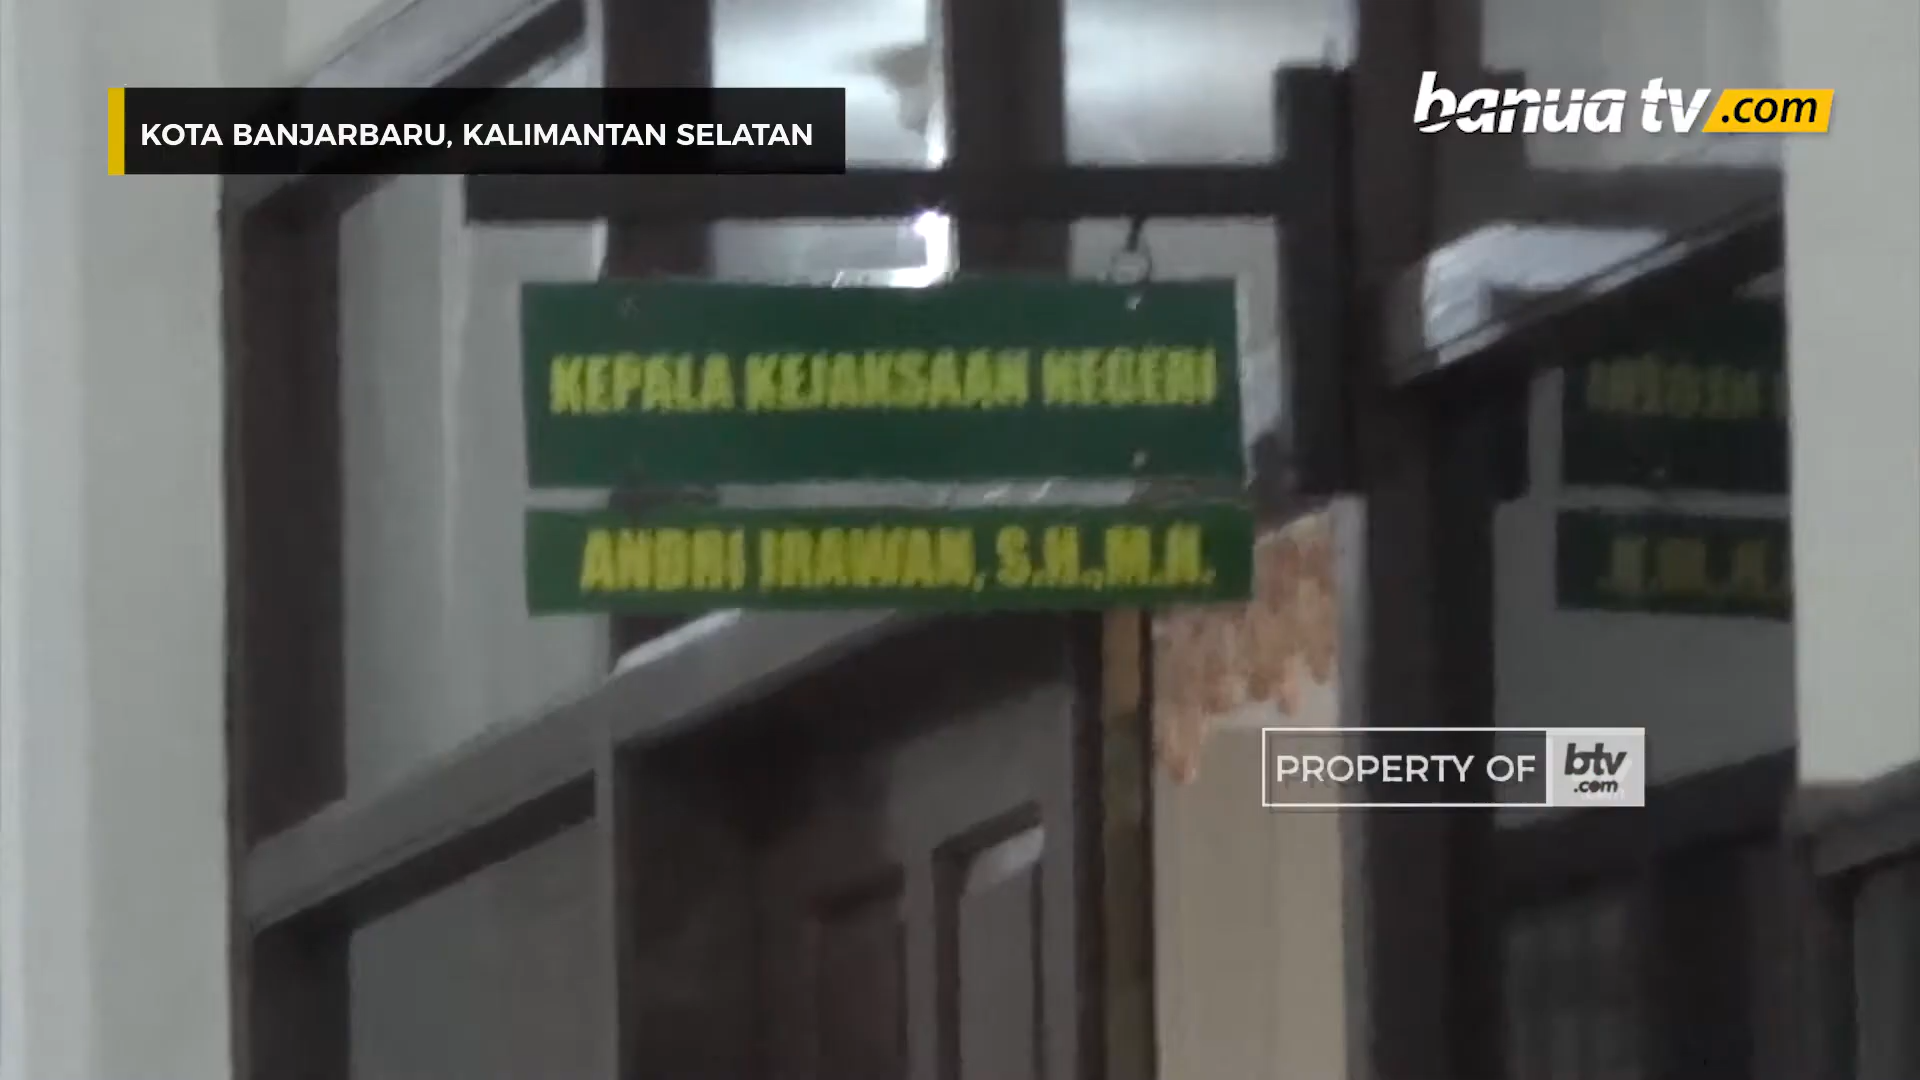 KOTA BANJARBARU, KALIMANTAN SELATAN
banua tv.com
KEPALA KEJAKSAAN NEGERI
ANDRI IRAWAN, S.H.,M.H.
PROPERTY OF btv.com